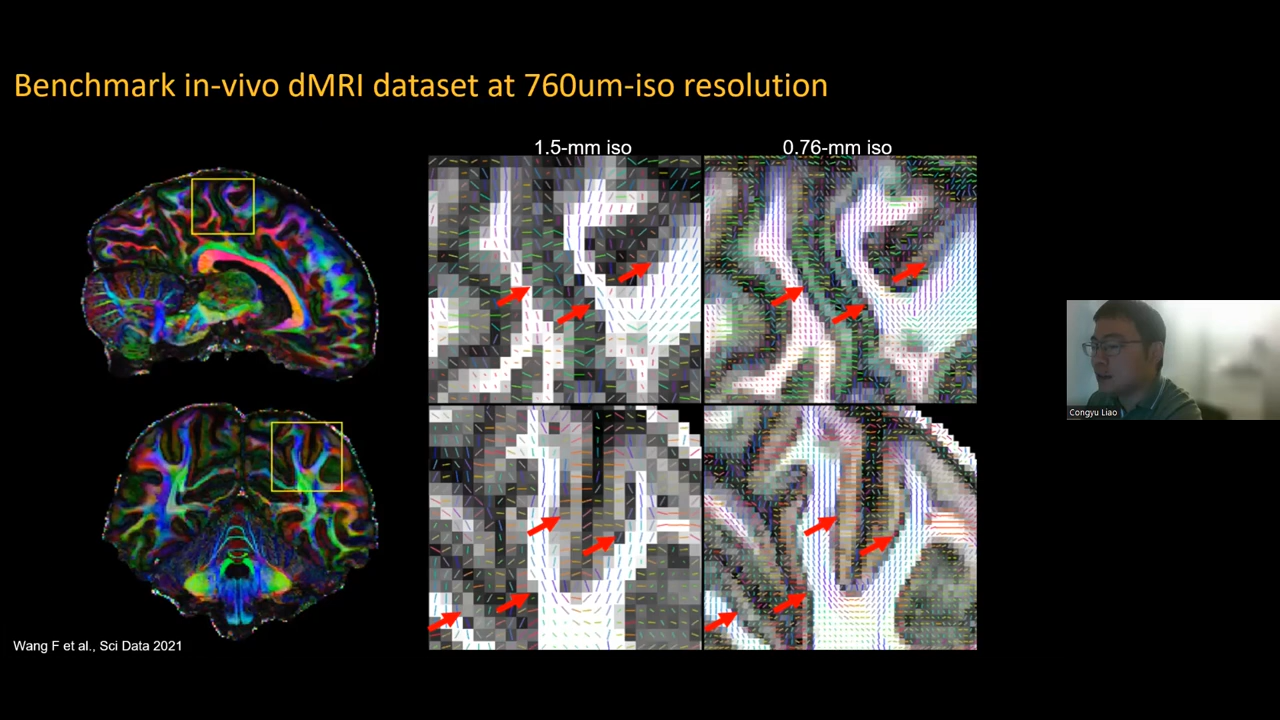 Benchmark in-vivo dMRI dataset at 760um-iso resolution
1.5-mm iso
0.76-mm iso
Congyu Liao
Wang F et al., Sci Data 2021